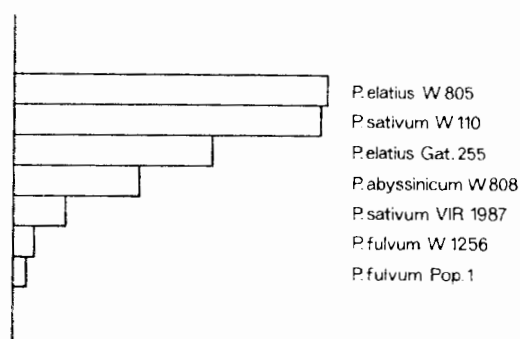 P. elatius W 805
P. sativum W 110
P. elatius Gat. 255
P. abyssinicum W 808
P. sativum VIR 1987
P. fulvum W 1256
P. fulvum Pop. 1